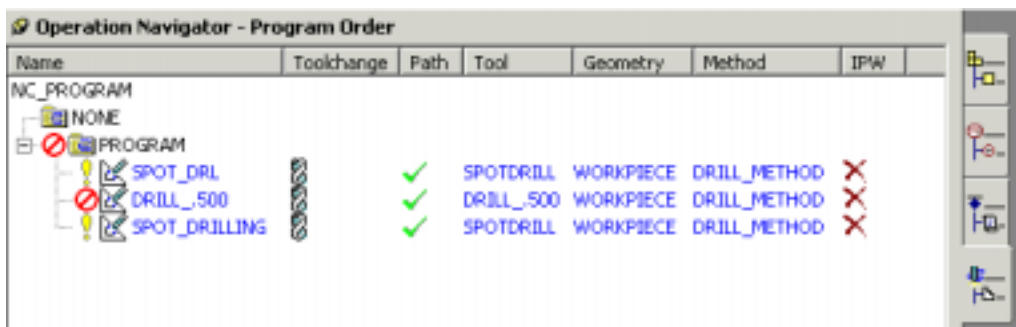 Operation Navigator - Program Order
Name Toolchange Path Tool Geometry Method IPW
NC_PROGRAM
NONE
PROGRAM
SPOT_DRL SPOTDRILL WORKPIECE DRILL_METHOD
DRILL_.500 DRILL_.500 WORKPIECE DRILL_METHOD
SPOT_DRILLING SPOTDRILL WORKPIECE DRILL_METHOD